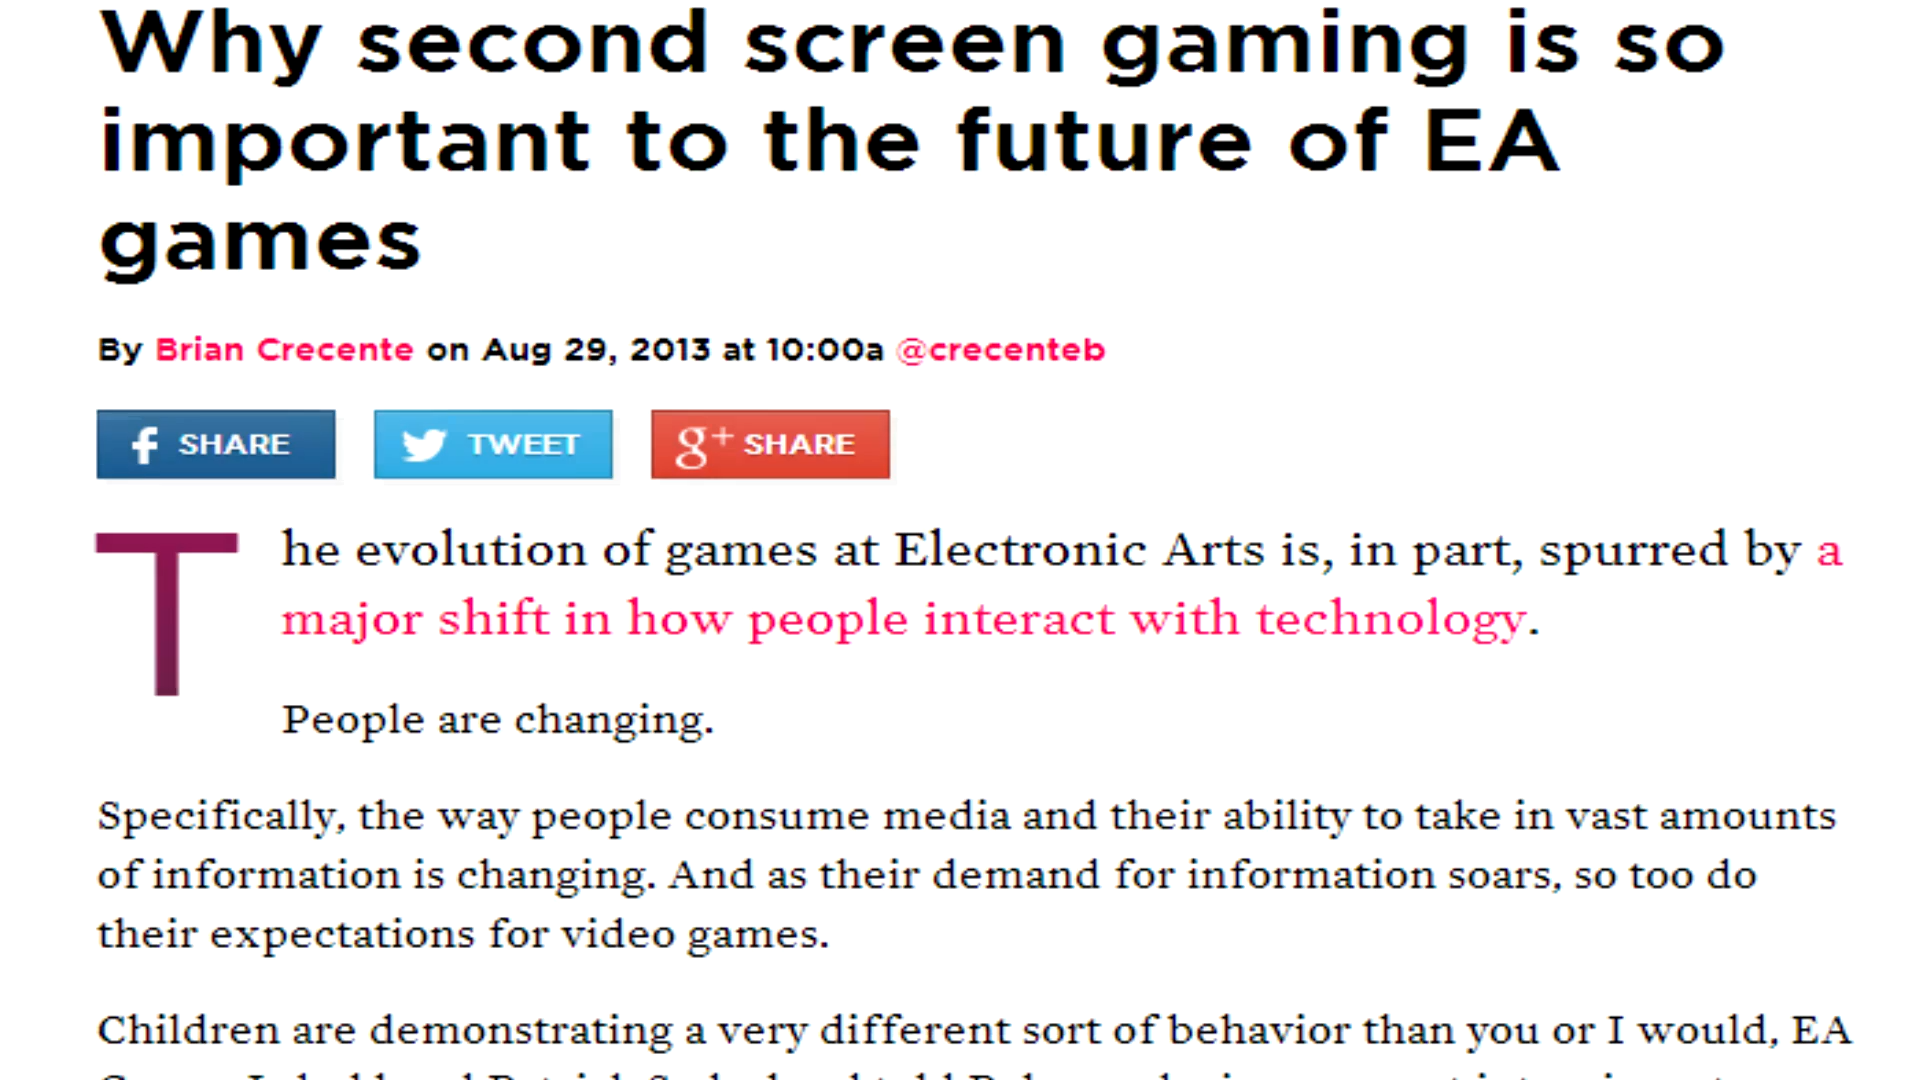 Why second screen gaming is so
important to the future of EA
games
By Brian Crecente on Aug 29, 2013 at 10:00a @crecenteb
f SHARE TWEET g+ SHARE
The evolution of games at Electronic Arts is, in part, spurred by a
major shift in how people interact with technology.
People are changing.
Specifically, the way people consume media and their ability to take in vast amounts
of information is changing. And as their demand for information soars, so too do
their expectations for video games.
Children are demonstrating a very different sort of behavior than you or I would, EA